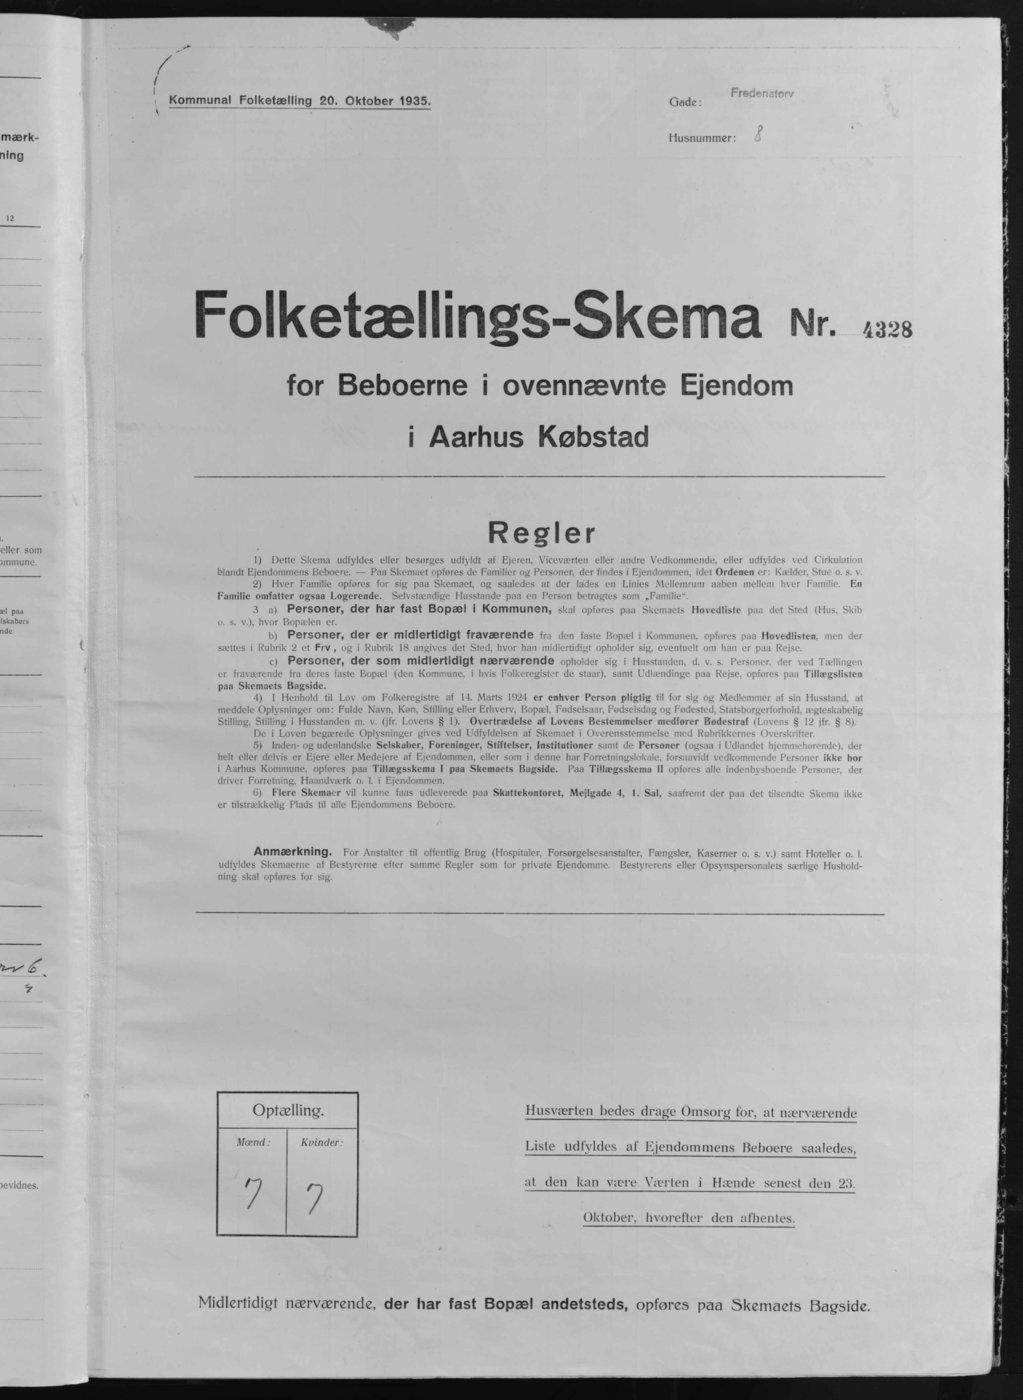 mærk-
ning
12
eller som
ommune.
æl paa
lskabers
nde
6.
bevidnes.
Kommunal Folketælling 20. Oktober 1935.
Gade: Fredenstorv
Husnummer: 8
Folketællings-Skema Nr. 4328
for Beboerne i ovennævnte Ejendom
i Aarhus Købstad
Regler
1) Dette Skema udfyldes eller besørges udfyldt af Ejeren, Viceværten eller andre Vedkommende, eller udfyldes ved Cirkulation
blandt Ejendommens Beboere. — Paa Skemaet opføres de Familier og Personer, der findes i Ejendommen, idet Ordenen er: Kælder, Stue o. s. v.
2) Hver Familie opføres for sig paa Skemaet, og saaledes at der lades en Linies Mellemrum aaben mellem hver Familie. En
Familie omfatter ogsaa Logerende. Selvstændige Husstande paa en Person betragtes som „Familie“.
3 a) Personer, der har fast Bopæl i Kommunen, skal opføres paa Skemaets Hovedliste paa det Sted (Hus, Skib
o. s. v.), hvor Bopælen er.
b) Personer, der er midlertidigt fraværende fra den faste Bopæl i Kommunen, opføres paa Hovedlisten, men der
sættes i Rubrik 2 et Frv, og i Rubrik 18 angives det Sted, hvor han midlertidigt opholder sig, eventuelt om han er paa Rejse.
c) Personer, der som midlertidigt nærværende opholder sig i Husstanden, d. v. s. Personer, der ved Tællingen
er fraværende fra deres faste Bopæl (den Kommune, i hvis Folkeregister de staar), samt Udlændinge paa Rejse, opføres paa Tillægslisten
paa Skemaets Bagside.
4) I Henhold til Lov om Folkeregistre af 14. Marts 1924 er enhver Person pligtig til for sig og Medlemmer af sin Husstand, at
meddele Oplysninger om: Fulde Navn, Køn, Stilling eller Erhverv, Bopæl, Fødselsaar, Fødselsdag og Fødested, Statsborgerforhold, ægteskabelig
Stilling, Stilling i Husstanden m. v. (jfr. Lovens § 1). Overtrædelse af Lovens Bestemmelser medfører Bødestraf (Lovens § 12 jfr. § 8).
De i Loven begærede Oplysninger gives ved Udfyldelsen af Skemaet i Overensstemmelse med Rubrikkernes Overskrifter.
5) Inden- og udenlandske Selskaber, Foreninger, Stiftelser, Institutioner samt de Personer (ogsaa i Udlandet hjemmehørende), der
helt eller delvis er Ejere eller Medejere af Ejendommen, eller som i denne har Forretningslokale, forsaavidt vedkommende Personer ikke bor
i Aarhus Kommune, opføres paa Tillægsskema I paa Skemaets Bagside. Paa Tillægsskema II opføres alle indenbysboende Personer, der
driver Forretning, Haandværk o. l. i Ejendommen.
6) Flere Skemaer vil kunne faas udleverede paa Skattekontoret, Mejlgade 4, 1. Sal, saafremt der paa det tilsendte Skema ikke
er tilstrækkelig Plads til alle Ejendommens Beboere.
Anmærkning. For Anstalter til offentlig Brug (Hospitaler, Forsørgelsesanstalter, Fængsler, Kaserner o. s. v.) samt Hoteller o. l.
udfyldes Skemaerne af Bestyrerne efter samme Regler som for private Ejendomme. Bestyrerens eller Opsynspersonalets særlige Hushold-
ning skal opføres for sig.
Optælling.
Mænd: Kvinder:
7 7
Husværten bedes drage Omsorg for, at nærværende
Liste udfyldes af Ejendommens Beboere saaledes,
at den kan være Værten i Hænde senest den 23.
Oktober, hvorefter den afhentes.
Midlertidigt nærværende, der har fast Bopæl andetsteds, opføres paa Skemaets Bagside.